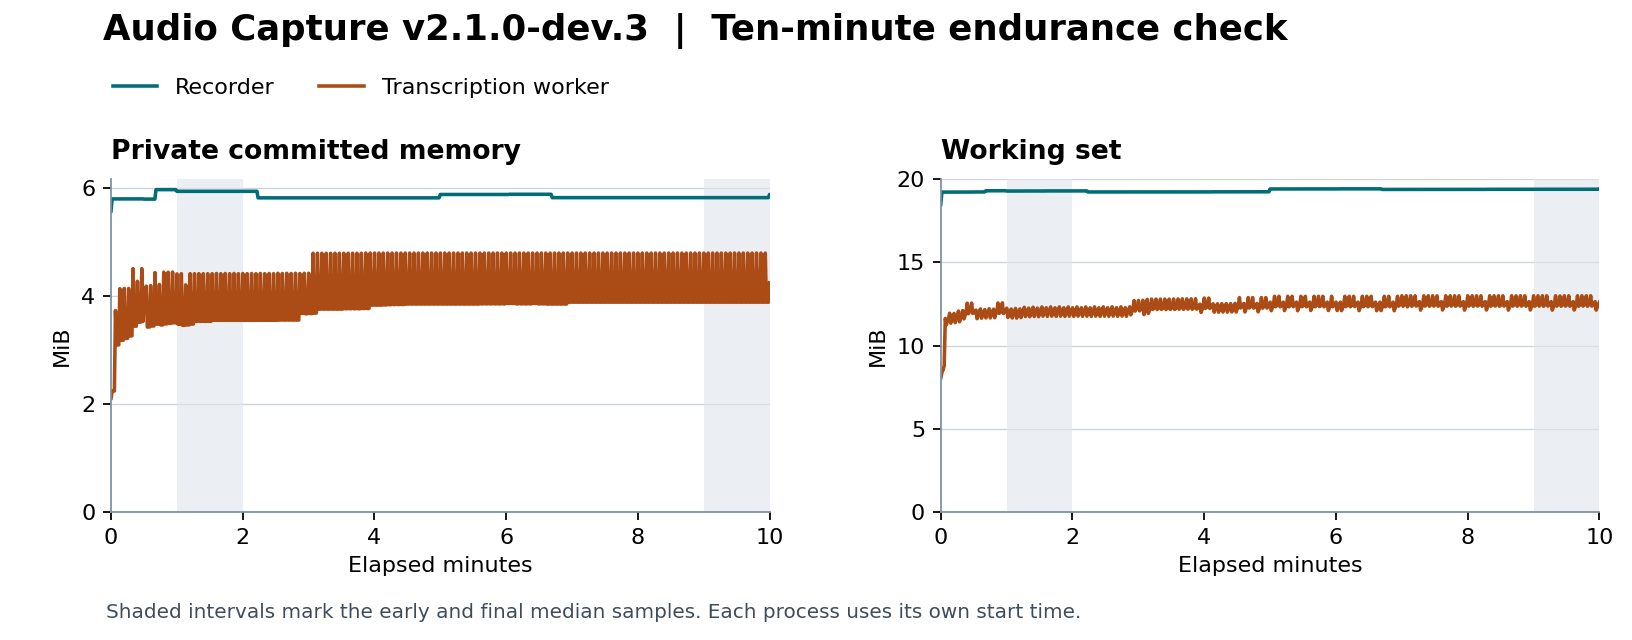 Audio Capture v2.1.0-dev.3 | Ten-minute endurance check
Recorder
Transcription worker
Private committed memory
MiB
6
4
2
0
0 2 4 6 8 10
Elapsed minutes
Working set
MiB
20
15
10
5
0
0 2 4 6 8 10
Elapsed minutes
Shaded intervals mark the early and final median samples. Each process uses its own start time.